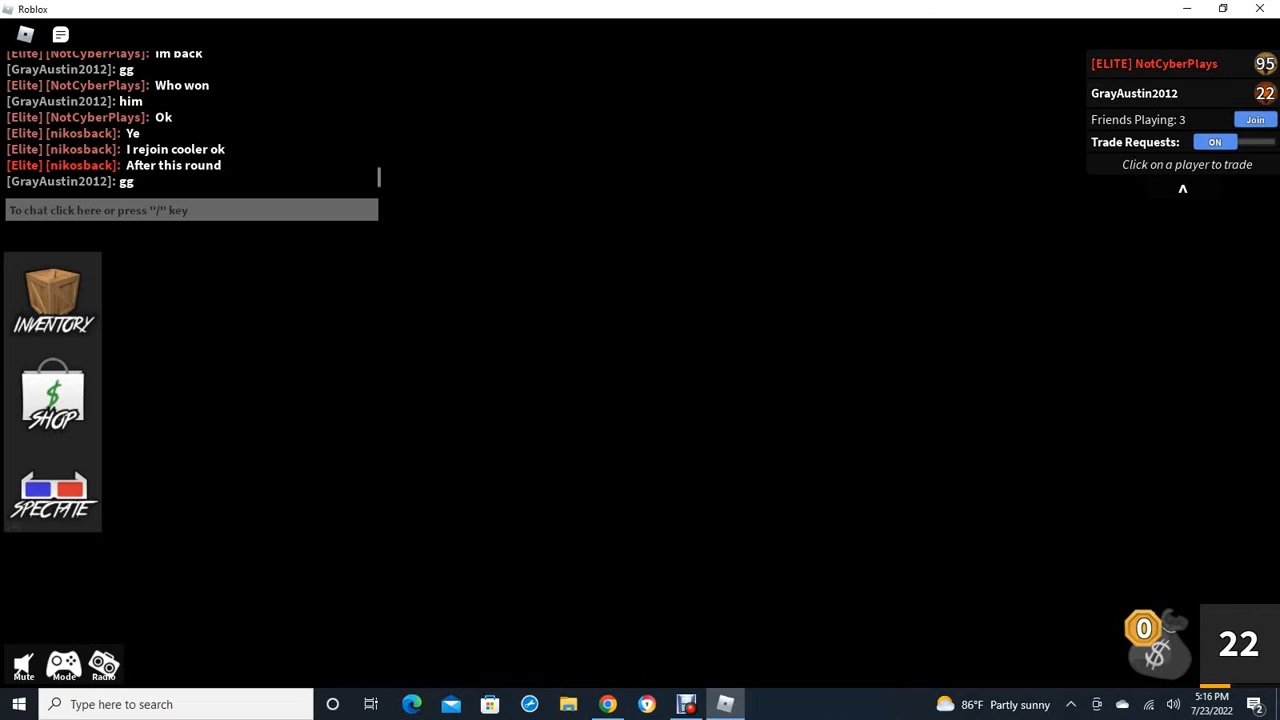 Roblox
[Elite] [NotCyberPlays]: Im back
[GrayAustin2012]: gg
[Elite] [NotCyberPlays]: Who won
[GrayAustin2012]: him
[Elite] [NotCyberPlays]: Ok
[Elite] [nikosback]: Ye
[Elite] [nikosback]: I rejoin cooler ok
[Elite] [nikosback]: After this round
[GrayAustin2012]: gg
To chat click here or press "/" key
[ELITE] NotCyberPlays 95
GrayAustin2012 22
Friends Playing: 3 Join
Trade Requests: ON
Click on a player to trade
^
INVENTORY
$
SHOP
SPECTATE
0
$
22
Mute Mode Radio
Type here to search
86°F Partly sunny
5:16 PM
7/23/2022
2